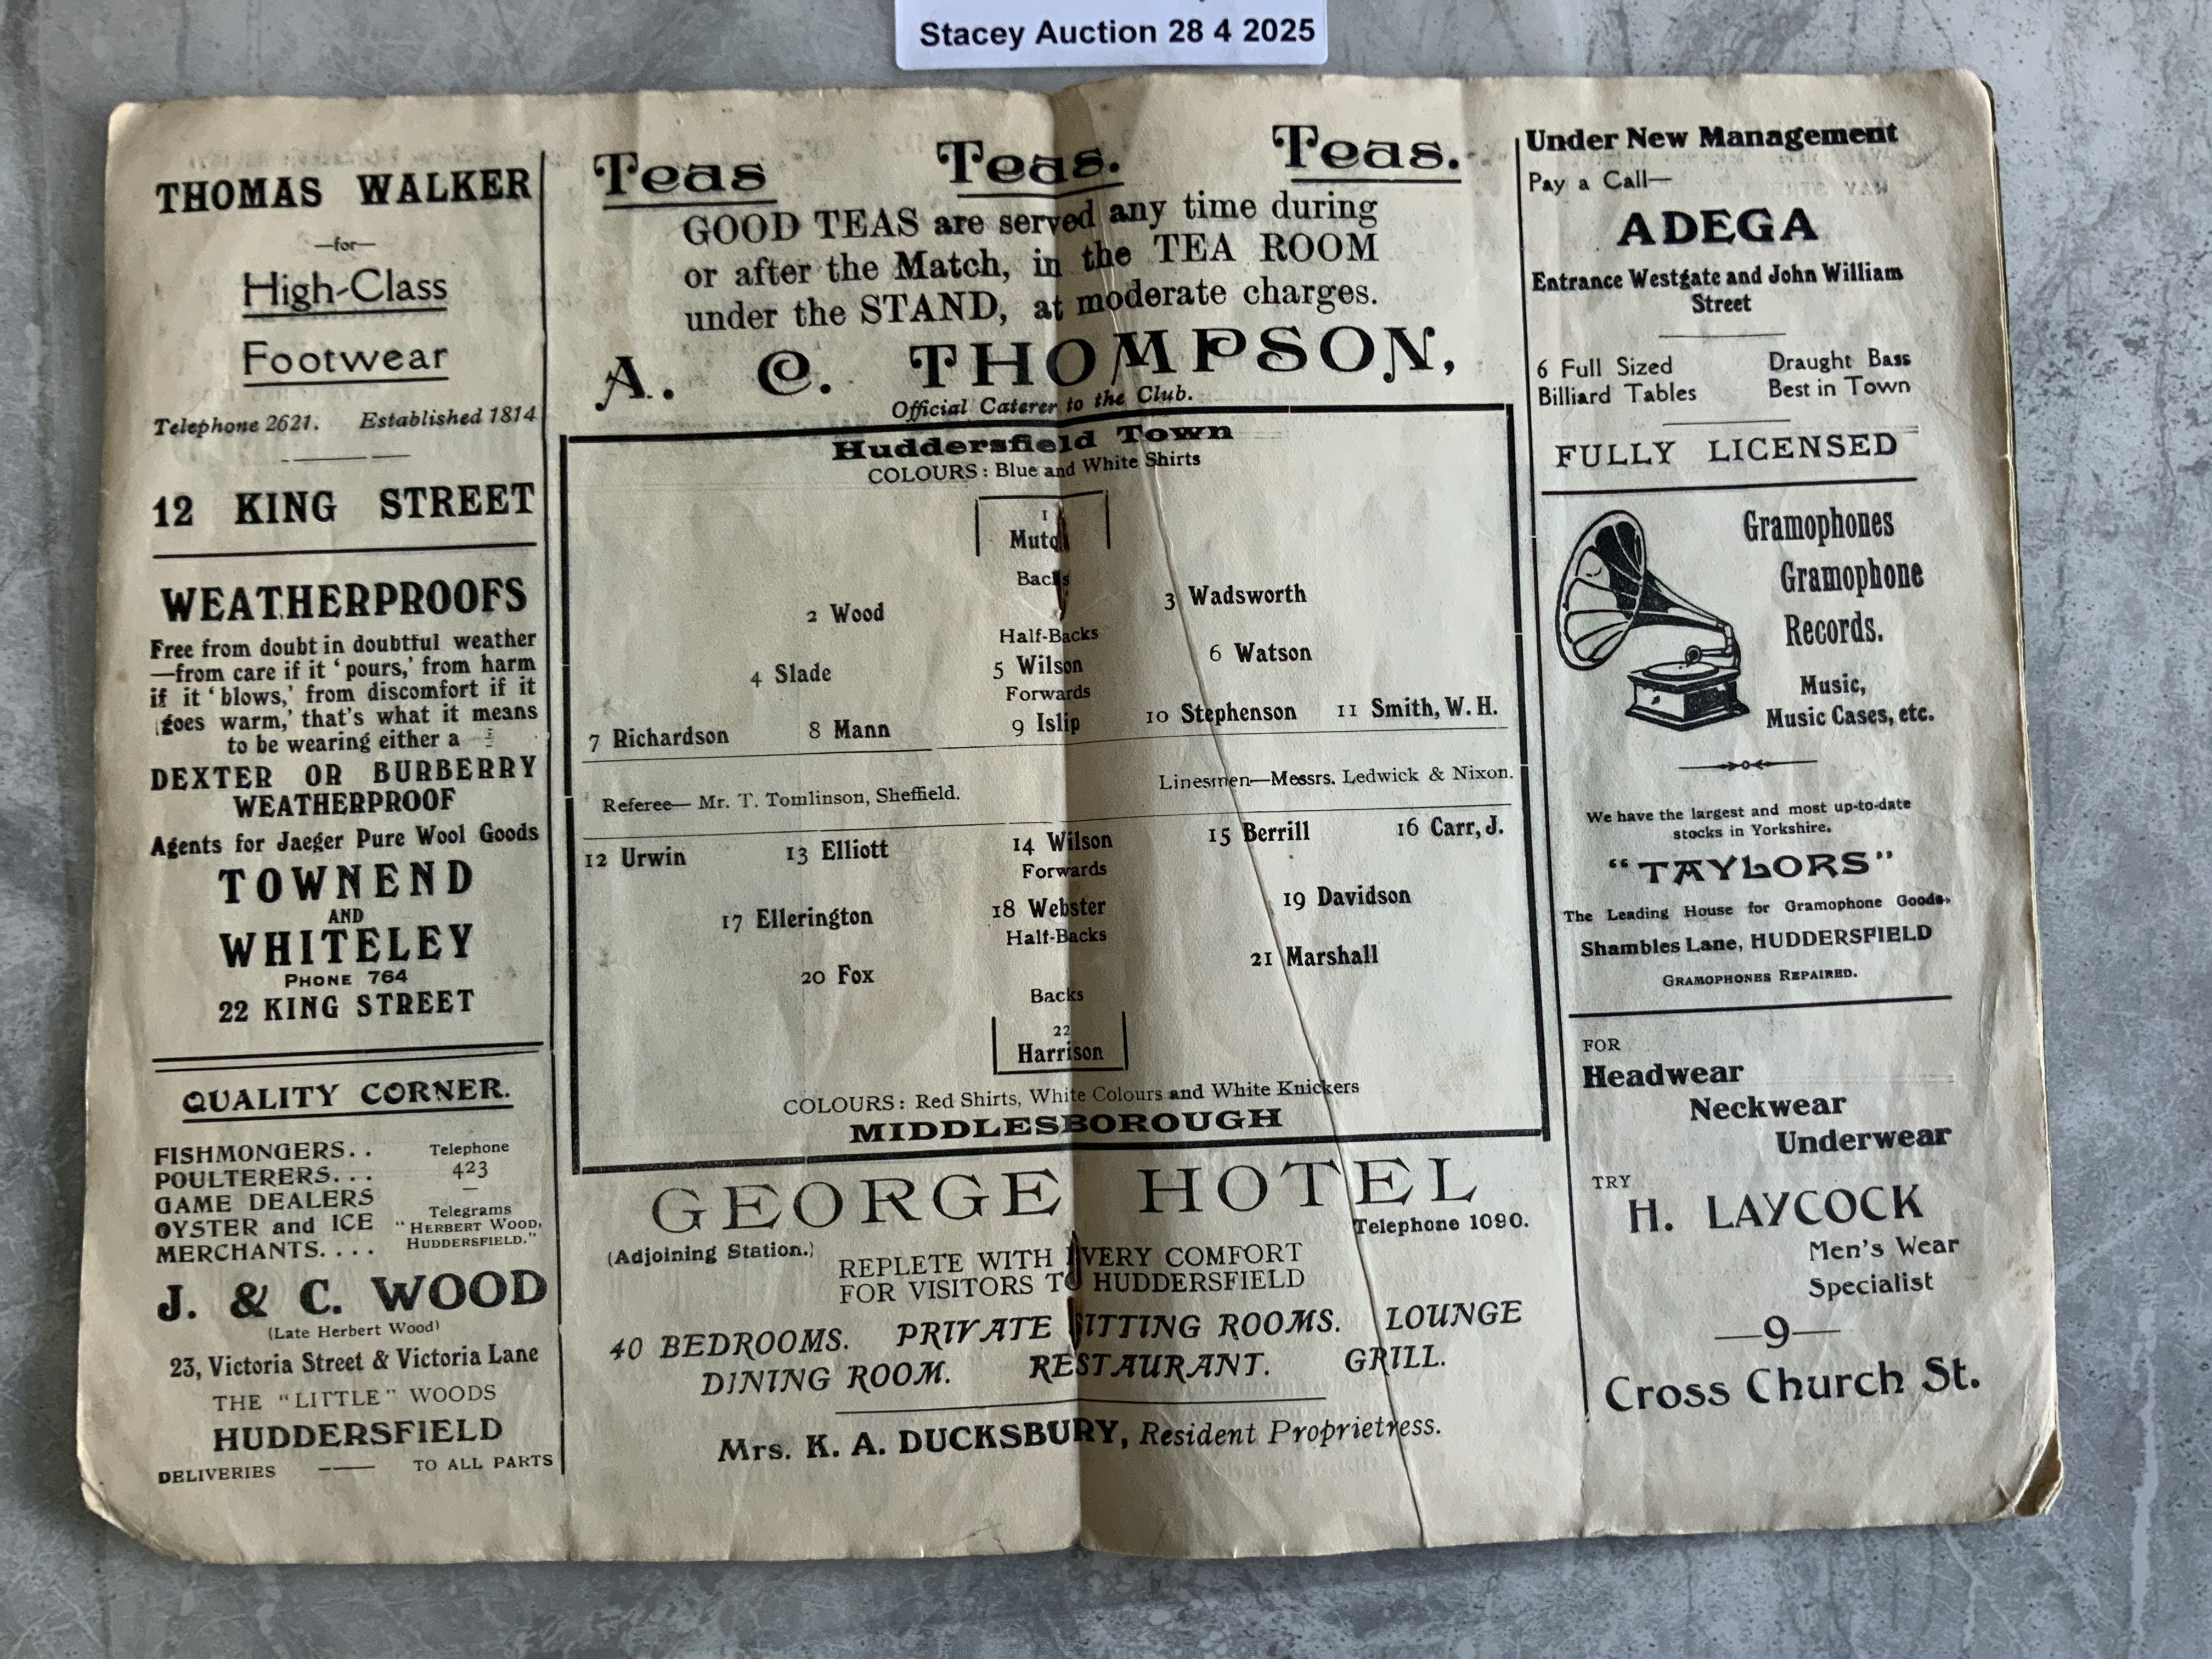 Stacey Auction 28 4 2025
THOMAS WALKER
—for—
High-Class
Footwear
Telephone 2621. Established 1814
12 KING STREET
WEATHERPROOFS
Free from doubt in doubtful weather
—from care if it ‘pours,’ from harm
if it ‘blows,’ from discomfort if it
‘goes warm,’ that’s what it means
to be wearing either a
DEXTER OR BURBERRY
WEATHERPROOF
Agents for Jaeger Pure Wool Goods
TOWNEND
AND
WHITELEY
PHONE 764
22 KING STREET
QUALITY CORNER.
FISHMONGERS. .
POULTERERS. . .
GAME DEALERS
OYSTER and ICE
MERCHANTS. . . .
Telephone
423
—
Telegrams
"HERBERT WOOD,
HUDDERSFIELD."
J. & C. WOOD
(Late Herbert Wood)
23, Victoria Street & Victoria Lane
THE "LITTLE" WOODS
HUDDERSFIELD
DELIVERIES —— TO ALL PARTS
Teas Teas. Teas.
GOOD TEAS are served any time during
or after the Match, in the TEA ROOM
under the STAND, at moderate charges.
A. C. THOMPSON,
Official Caterer to the Club.
Huddersfield Town
COLOURS: Blue and White Shirts
1
Backs
2 Wood 3 Wadsworth
Half-Backs
4 Slade 5 Wilson 6 Watson
Forwards
7 Richardson 8 Mann 9 Islip 10 Stephenson 11 Smith, W. H.
Referee— Mr. T. Tomlinson, Sheffield. Linesmen—Messrs. Ledwick & Nixon.
12 Urwin 13 Elliott 14 Wilson 15 Berrill 16 Carr, J.
Forwards
17 Ellerington 18 Webster 19 Davidson
Half-Backs
20 Fox 21 Marshall
Backs
22
Harrison
COLOURS: Red Shirts, White Colours and White Knickers
MIDDLESBOROUGH
GEORGE HOTEL
(Adjoining Station.) Telephone 1090.
REPLETE WITH EVERY COMFORT
FOR VISITORS TO HUDDERSFIELD
40 BEDROOMS. PRIVATE SITTING ROOMS. LOUNGE
DINING ROOM. RESTAURANT. GRILL.
Mrs. K. A. DUCKSBURY, Resident Proprietress.
Under New Management
Pay a Call—
ADEGA
Entrance Westgate and John William
Street
6 Full Sized
Billiard Tables
Draught Bass
Best in Town
FULLY LICENSED
Gramophones
Gramophone
Records.
Music,
Music Cases, etc.
We have the largest and most up-to-date
stocks in Yorkshire.
"TAYLORS"
The Leading House for Gramophone Goods.
Shambles Lane, HUDDERSFIELD
GRAMOPHONES REPAIRED.
FOR
Headwear
Neckwear
Underwear
TRY
H. LAYCOCK
Men's Wear
Specialist
—9—
Cross Church St.